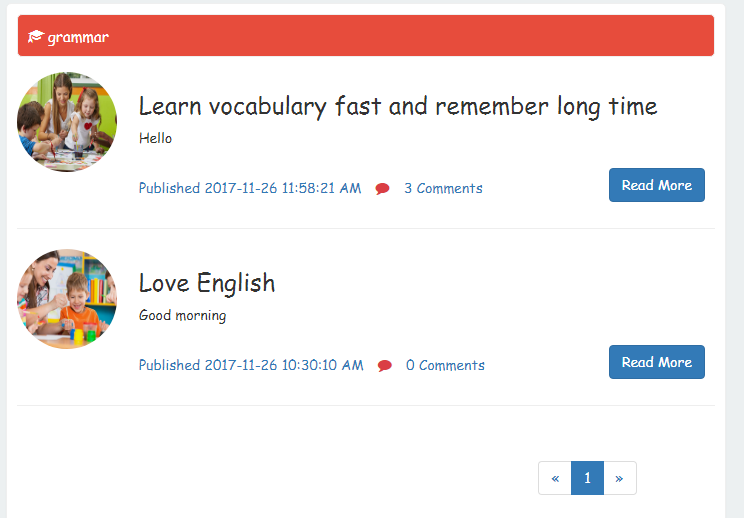 grammar
Learn vocabulary fast and remember long time
Hello
Published 2017-11-26 11:58:21 AM 3 Comments Read More
Love English
Good morning
Published 2017-11-26 10:30:10 AM 0 Comments Read More
« 1 »